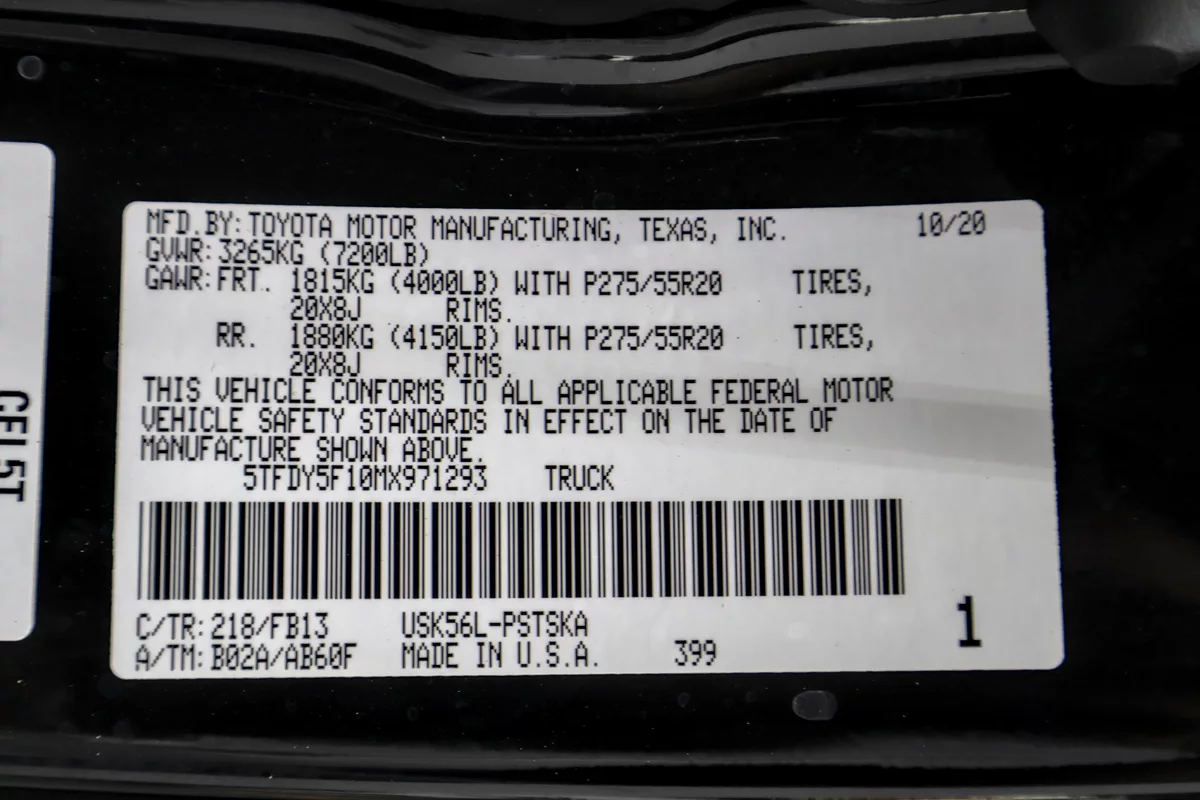 MFD. BY: TOYOTA MOTOR MANUFACTURING, TEXAS, INC. 10/20
GVWR: 3265KG (7200LB)
GAWR: FRT. 1815KG (4000LB) WITH P275/55R20 TIRES,
20X8J RIMS.
RR. 1880KG (4150LB) WITH P275/55R20 TIRES,
20X8J RIMS.
THIS VEHICLE CONFORMS TO ALL APPLICABLE FEDERAL MOTOR
VEHICLE SAFETY STANDARDS IN EFFECT ON THE DATE OF
MANUFACTURE SHOWN ABOVE.
5TFDY5F10MX971293 TRUCK
C/TR: 218/FB13 USK56L-PSTSKA
A/TM: B02A/AB60F MADE IN U.S.A. 399
1